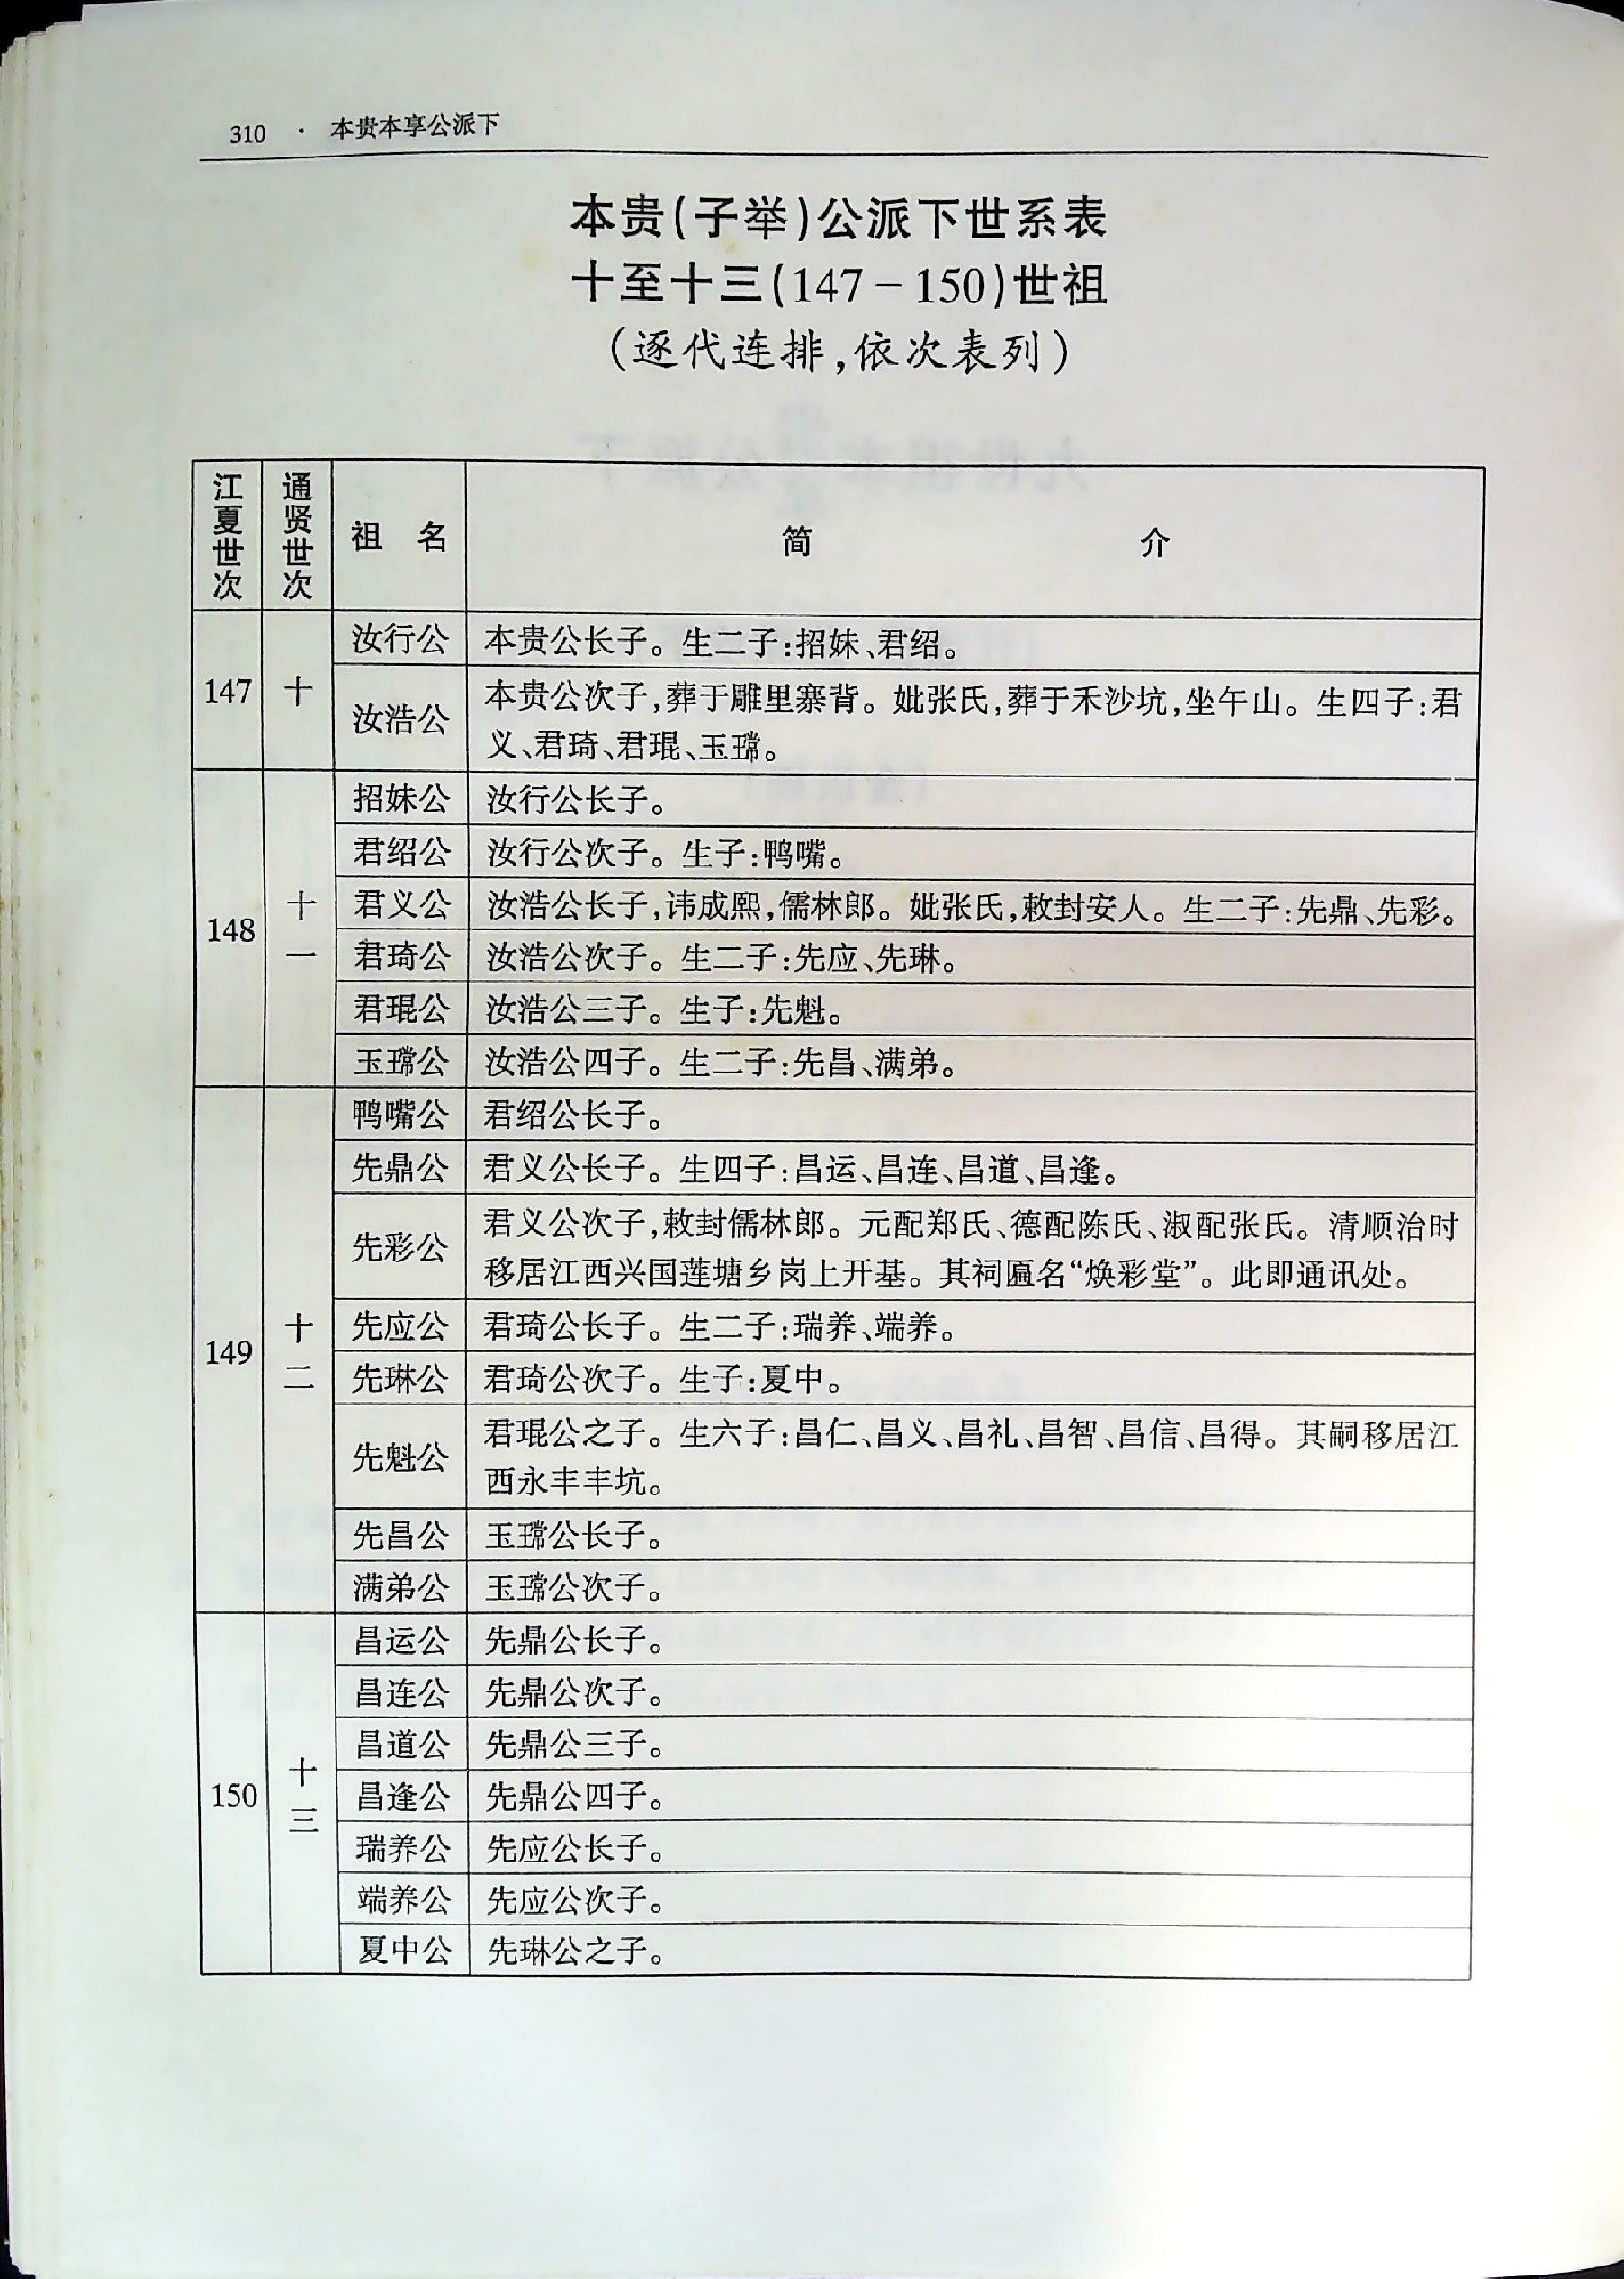 310 · 本贵本享公派下
本贵(子举)公派下世系表
十至十三(147－150)世祖
(逐代连排,依次表列)
江夏世次 通贤世次 祖 名 简 介
147 十
汝行公 本贵公长子。生二子:招妹、君绍。
汝浩公 本贵公次子,葬于雕里寨背。妣张氏,葬于禾沙坑,坐午山。生四子:君
义、君琦、君琨、玉瑺。
148 十一
招妹公 汝行公长子。
君绍公 汝行公次子。生子:鸭嘴。
君义公 汝浩公长子,讳成熙,儒林郎。妣张氏,敕封安人。生二子:先鼎、先彩。
君琦公 汝浩公次子。生二子:先应、先琳。
君琨公 汝浩公三子。生子:先魁。
玉瑺公 汝浩公四子。生二子:先昌、满弟。
149 十二
鸭嘴公 君绍公长子。
先鼎公 君义公长子。生四子:昌运、昌连、昌道、昌逢。
先彩公 君义公次子,敕封儒林郎。元配郑氏、德配陈氏、淑配张氏。清顺治时
移居江西兴国莲塘乡岗上开基。其祠匾名“焕彩堂”。此即通讯处。
先应公 君琦公长子。生二子:瑞养、端养。
先琳公 君琦公次子。生子:夏中。
先魁公 君琨公之子。生六子:昌仁、昌义、昌礼、昌智、昌信、昌得。其嗣移居江
西永丰丰坑。
先昌公 玉瑺公长子。
满弟公 玉瑺公次子。
150 十三
昌运公 先鼎公长子。
昌连公 先鼎公次子。
昌道公 先鼎公三子。
昌逢公 先鼎公四子。
瑞养公 先应公长子。
端养公 先应公次子。
夏中公 先琳公之子。